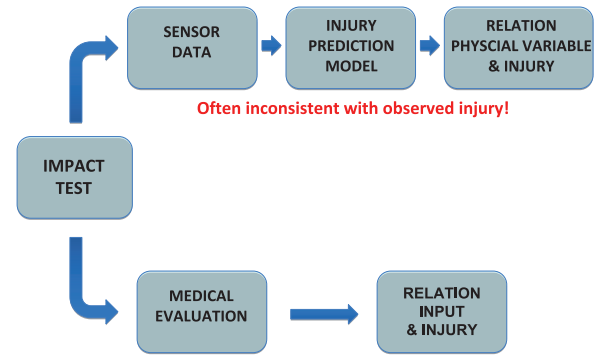 SENSOR
DATA
INJURY
PREDICTION
MODEL
RELATION
PHYSCIAL VARIABLE
& INJURY
Often inconsistent with observed injury!
IMPACT
TEST
MEDICAL
EVALUATION
RELATION
INPUT
& INJURY